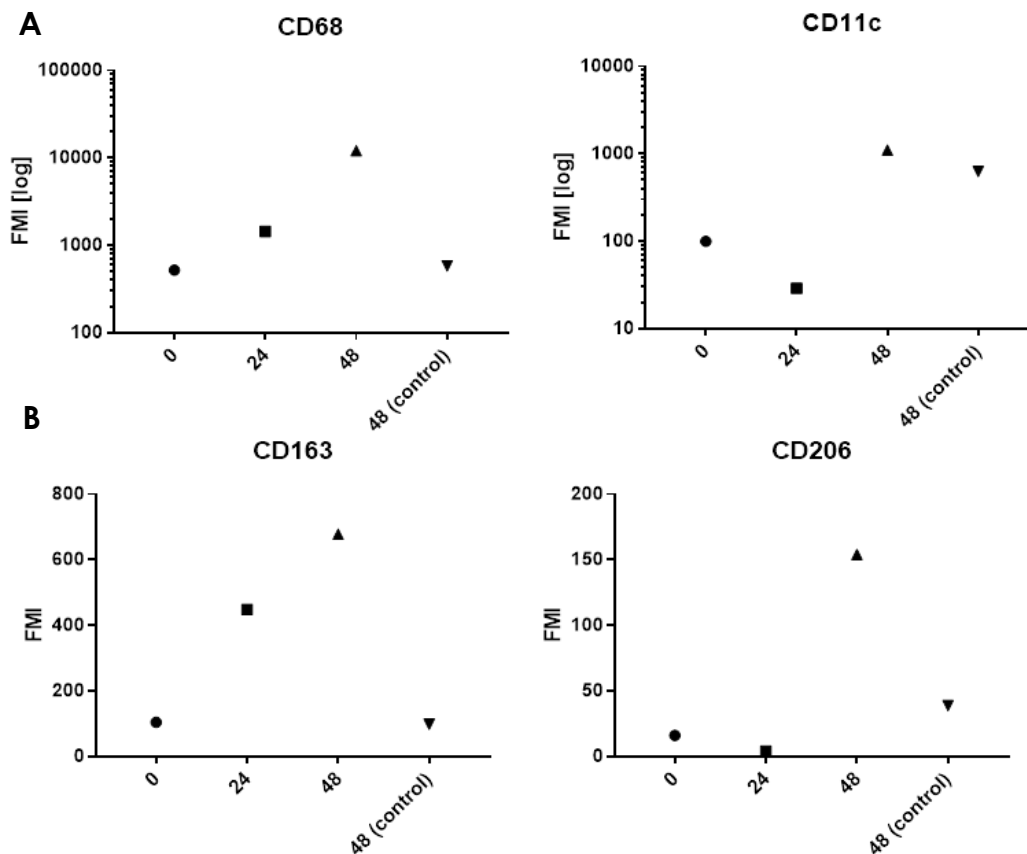 A
CD68
FMI [log]
100000
10000
1000
100
0
24
48
48 (control)
CD11c
FMI [log]
10000
1000
100
10
0
24
48
48 (control)
B
CD163
FMI
800
600
400
200
0
0
24
48
48 (control)
CD206
FMI
200
150
100
50
0
0
24
48
48 (control)